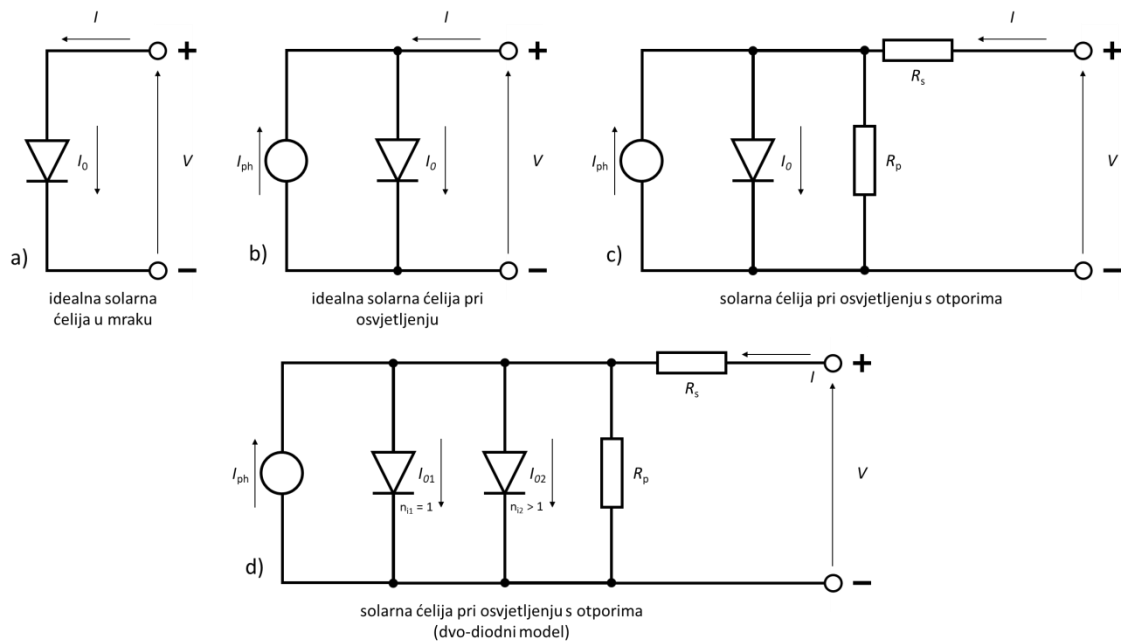 I
+
I₀
V
−
a)
idealna solarna
ćelija u mraku
I
+
Iph
I₀
V
−
b)
idealna solarna ćelija pri
osvjetljenju
I
+
Rs
Iph
I₀
Rp
V
−
c)
solarna ćelija pri osvjetljenju s otporima
I
+
Rs
Iph
I₀₁
nᵢ₁ = 1
I₀₂
nᵢ₂ > 1
Rp
V
−
d)
solarna ćelija pri osvjetljenju s otporima
(dvo-diodni model)